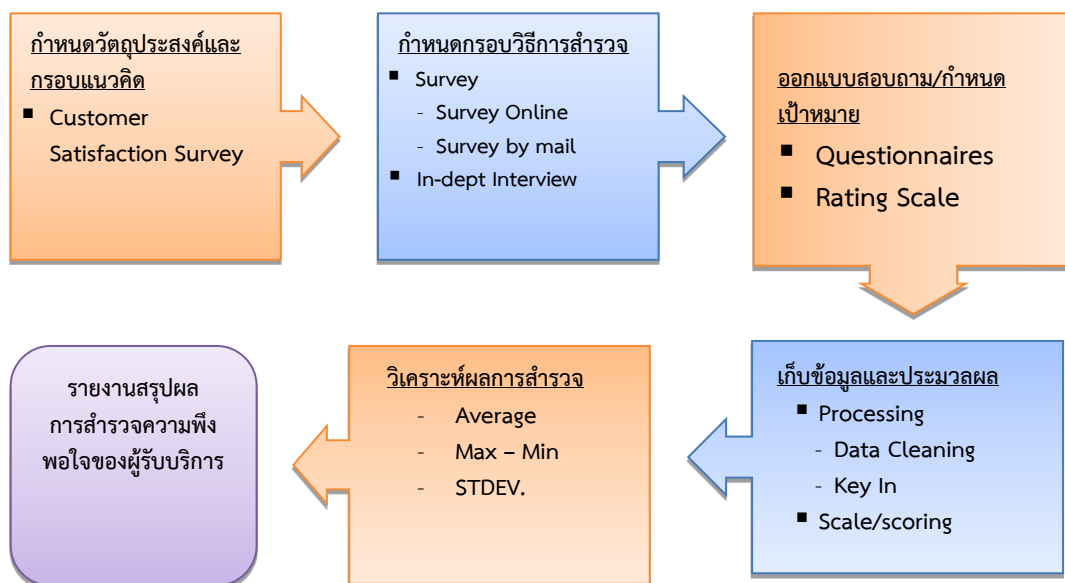 กำหนดวัตถุประสงค์และ
กรอบแนวคิด
▪ Customer
Satisfaction Survey
กำหนดกรอบวิธีการสำรวจ
▪ Survey
- Survey Online
- Survey by mail
▪ In-dept Interview
ออกแบบสอบถาม/กำหนด
เป้าหมาย
▪ Questionnaires
▪ Rating Scale
เก็บข้อมูลและประมวลผล
▪ Processing
- Data Cleaning
- Key In
▪ Scale/scoring
วิเคราะห์ผลการสำรวจ
- Average
- Max – Min
- STDEV.
รายงานสรุปผล
การสำรวจความพึง
พอใจของผู้รับบริการ